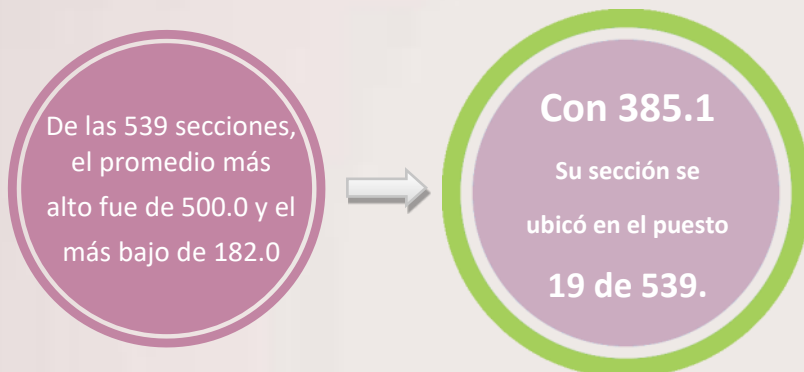 De las 539 secciones,
el promedio más
alto fue de 500.0 y el
más bajo de 182.0
Con 385.1
Su sección se
ubicó en el puesto
19 de 539.